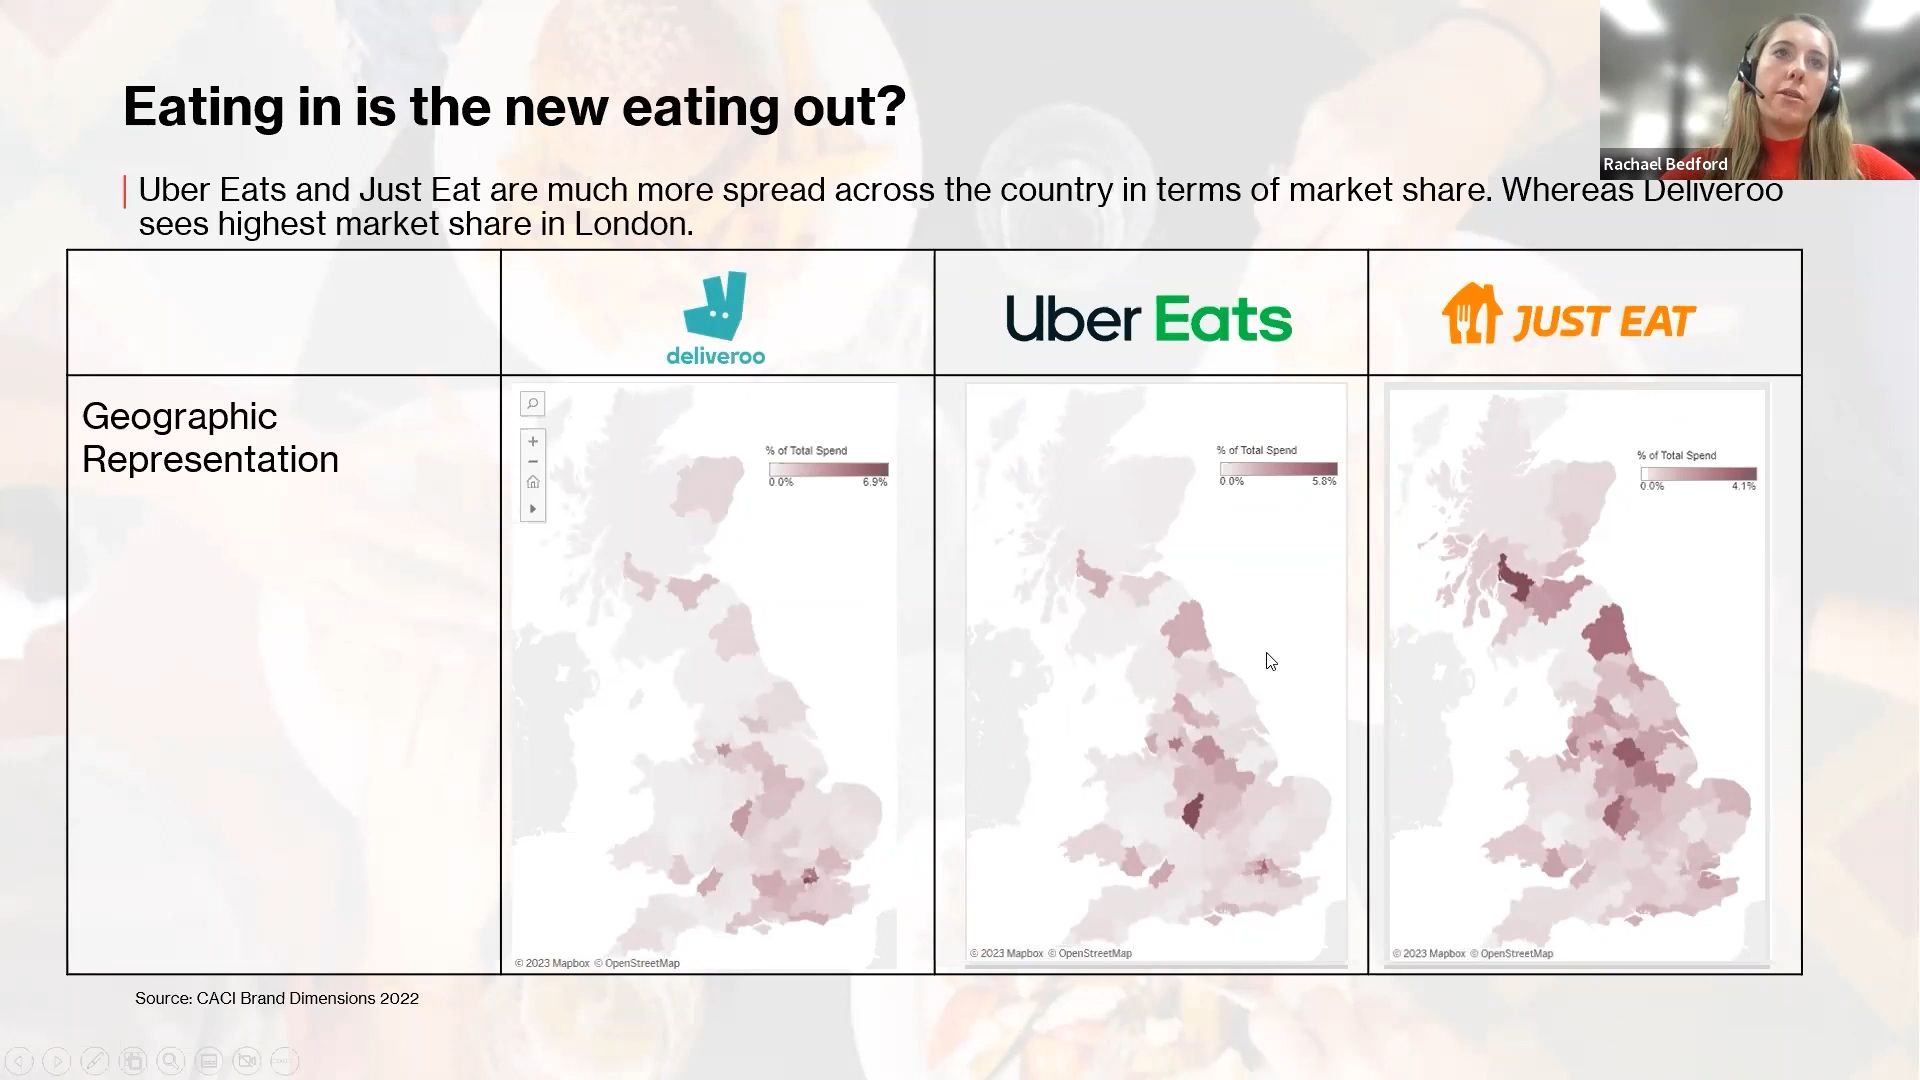 Eating in is the new eating out?
Rachael Bedford
Uber Eats and Just Eat are much more spread across the country in terms of market share. Whereas Deliveroo
sees highest market share in London.
deliveroo
Uber Eats
JUST EAT
Geographic
Representation
% of Total Spend
0.0% 6.9%
© 2023 Mapbox © OpenStreetMap
% of Total Spend
0.0% 5.8%
© 2023 Mapbox © OpenStreetMap
% of Total Spend
0.0% 4.1%
© 2023 Mapbox © OpenStreetMap
Source: CACI Brand Dimensions 2022